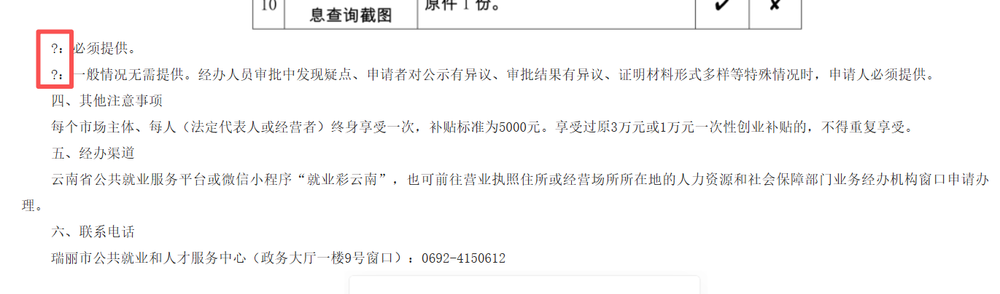 10
息查询截图
原件 1 份。
✔
✘
?：必须提供。
?：一般情况无需提供。经办人员审批中发现疑点、申请者对公示有异议、审批结果有异议、证明材料形式多样等特殊情况时，申请人必须提供。
四、其他注意事项
每个市场主体、每人（法定代表人或经营者）终身享受一次，补贴标准为5000元。享受过原3万元或1万元一次性创业补贴的，不得重复享受。
五、经办渠道
云南省公共就业服务平台或微信小程序“就业彩云南”，也可前往营业执照住所或经营场所所在地的人力资源和社会保障部门业务经办机构窗口申请办
理。
六、联系电话
瑞丽市公共就业和人才服务中心（政务大厅一楼9号窗口）：0692-4150612